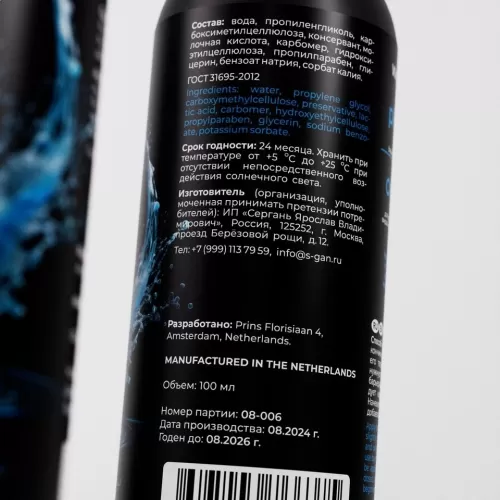 Состав: вода, пропиленгликоль, кар-
боксиметилцеллюлоза, консервант, мо-
лочная кислота, карбомер, гидрокси-
этилцеллюлоза, пропилпарабен, гли-
церин, бензоат натрия, сорбат калия.
ГОСТ 31695-2012
Ingredients: water, propylene glycol,
carboxymethylcellulose, preservative, lac-
tic acid, carbomer, hydroxyethylcellulose,
propylparaben, glycerin, sodium benzo-
ate, potassium sorbate.
Срок годности: 24 месяца. Хранить при
температуре от +5 °C до +25 °C при
отсутствии непосредственного воз-
действия солнечного света.
Изготовитель (организация, уполно-
моченная принимать претензии потре-
бителей): ИП «Сергань Ярослав Влади-
мирович», Россия, 125252, г. Москва,
проезд Берёзовой рощи, д. 12.
Тел.: +7 (999) 113 79 59, info@s-gan.ru
Разработано: Prins Florisiaan 4,
Amsterdam, Netherlands.
MANUFACTURED IN THE NETHERLANDS
Объем: 100 мл
Номер партии: 08-006
Дата производства: 08.2024 г.
Годен до: 08.2026 г.